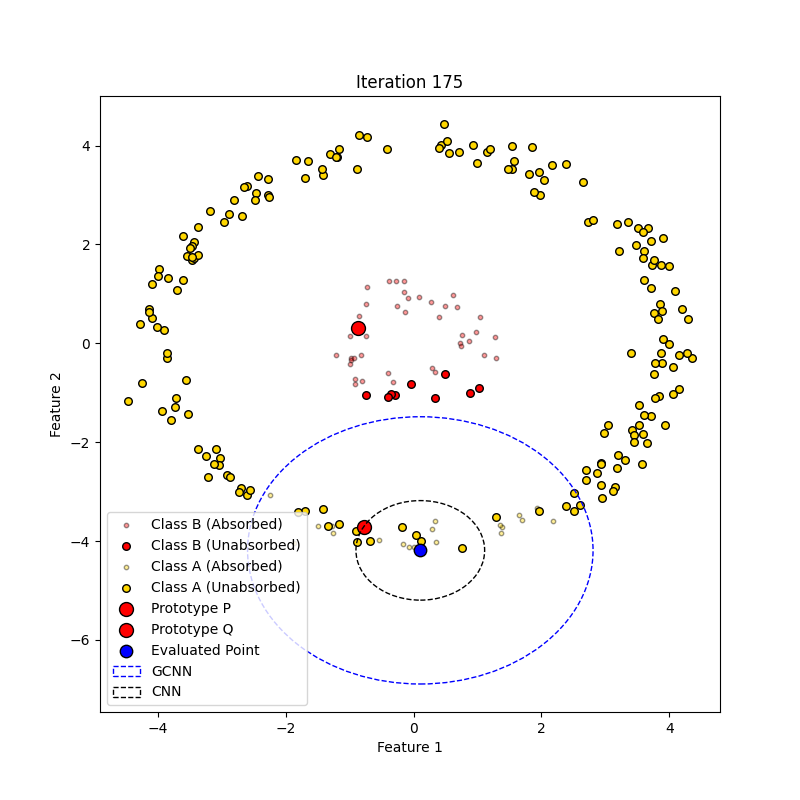 Iteration 175
4
2
0
−2
−4
−6
Feature 2
Class B (Absorbed)
Class B (Unabsorbed)
Class A (Absorbed)
Class A (Unabsorbed)
Prototype P
Prototype Q
Evaluated Point
GCNN
CNN
−4
−2
0
2
4
Feature 1